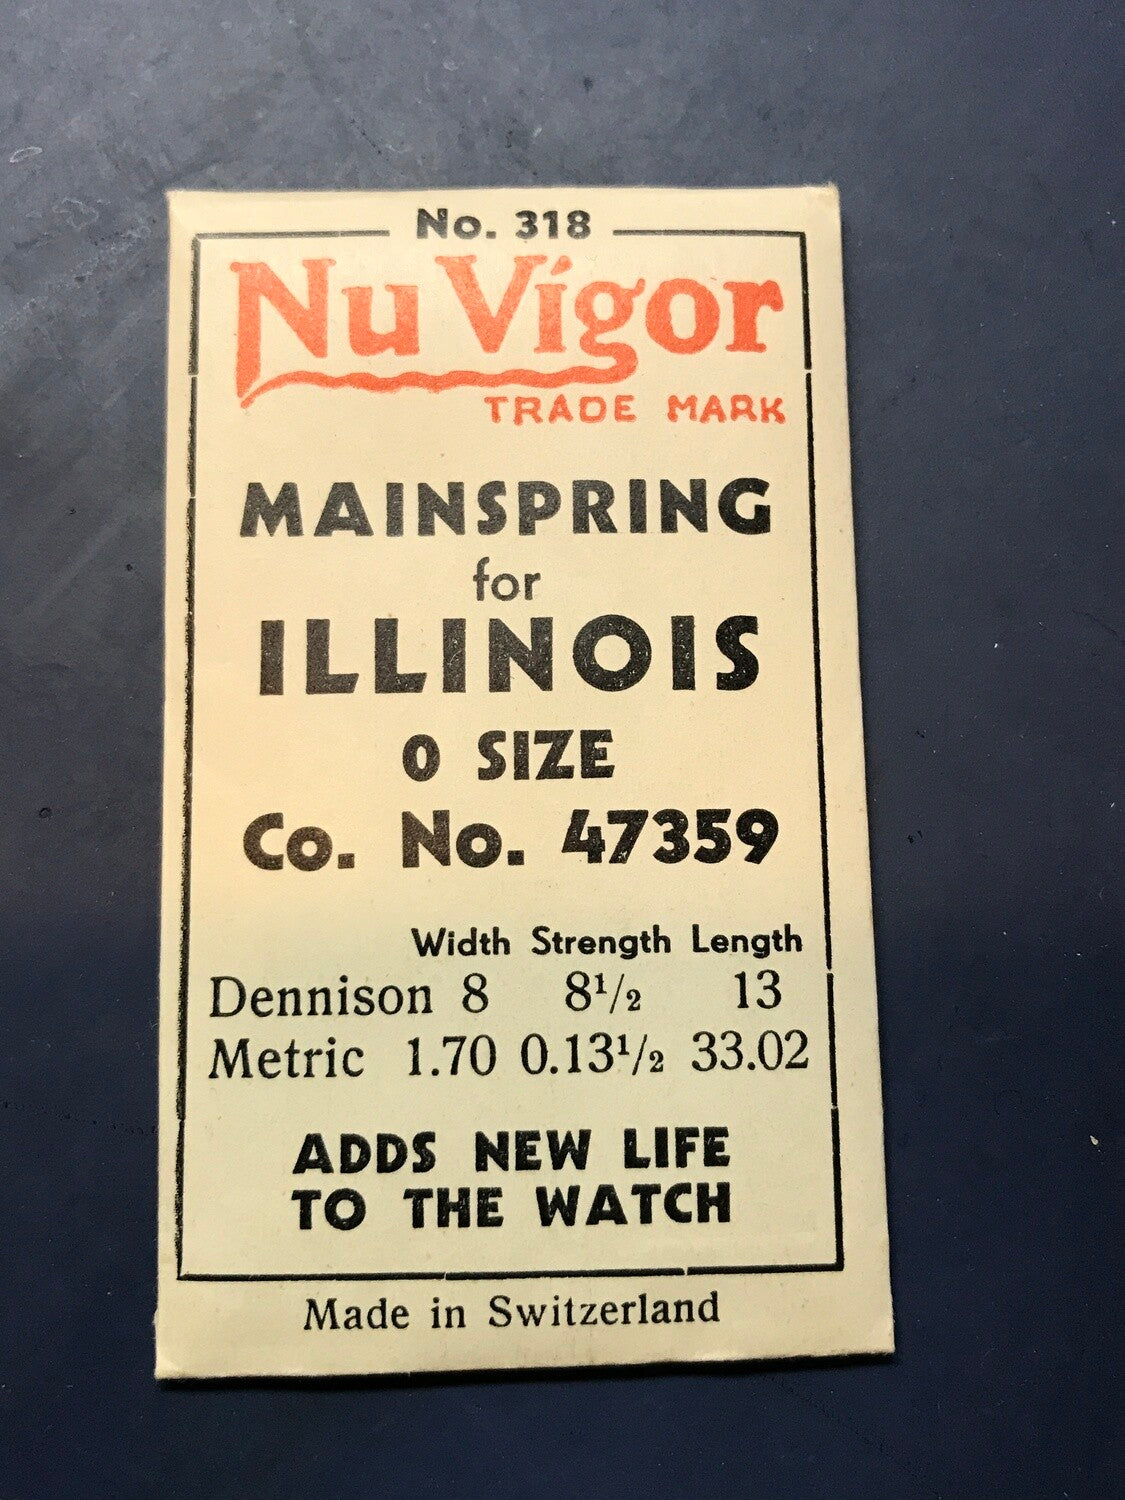 No. 318
Nu Vigor
TRADE MARK
MAINSPRING
for
ILLINOIS
0 SIZE
Co. No. 47359
Width Strength Length
Dennison 8 8½ 13
Metric 1.70 0.13½ 33.02
ADDS NEW LIFE
TO THE WATCH
Made in Switzerland